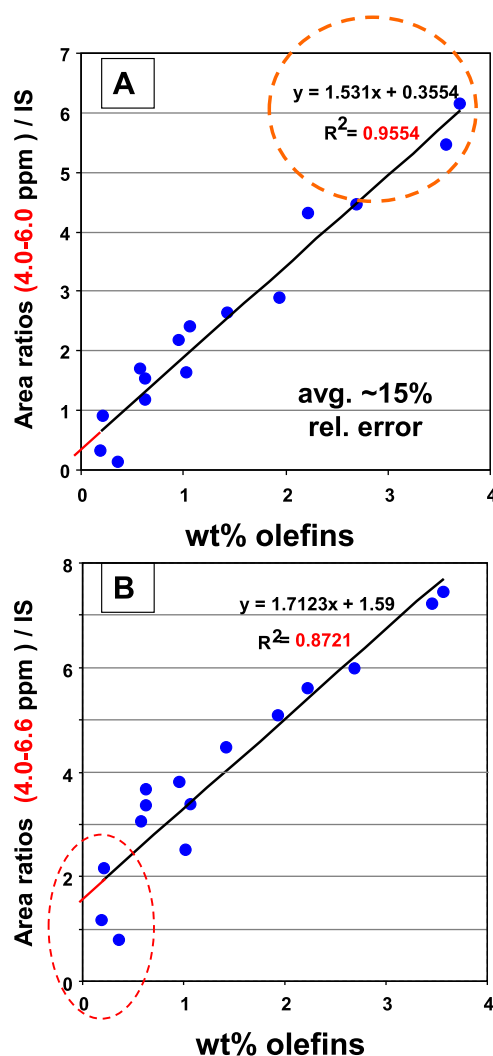 A
y = 1.531x + 0.3554
R2= 0.9554
avg. ~15%
rel. error
Area ratios (4.0-6.0 ppm ) / IS
7
6
5
4
3
2
1
0
0 1 2 3 4
wt% olefins
B
y = 1.7123x + 1.59
R2= 0.8721
Area ratios (4.0-6.6 ppm ) / IS
8
6
4
2
0
0 1 2 3 4
wt% olefins